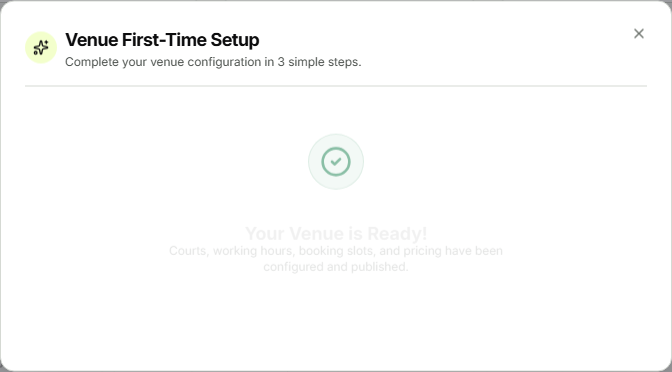 Venue First-Time Setup
Complete your venue configuration in 3 simple steps.
Your Venue is Ready!
Courts, working hours, booking slots, and pricing have been
configured and published.